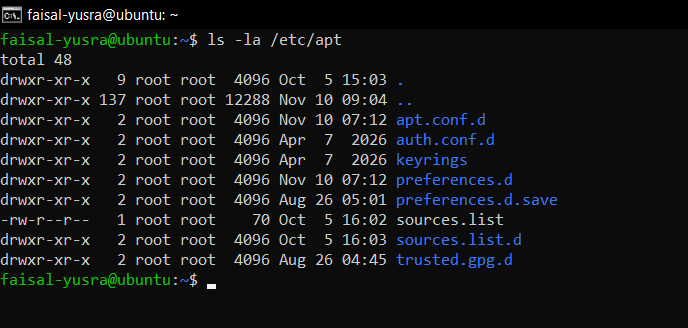 faisal-yusra@ubuntu: ~
faisal-yusra@ubuntu:~$ ls -la /etc/apt
total 48
drwxr-xr-x   9 root root  4096 Oct  5 15:03 .
drwxr-xr-x 137 root root 12288 Nov 10 09:04 ..
drwxr-xr-x   2 root root  4096 Nov 10 07:12 apt.conf.d
drwxr-xr-x   2 root root  4096 Apr  7  2026 auth.conf.d
drwxr-xr-x   2 root root  4096 Apr  7  2026 keyrings
drwxr-xr-x   2 root root  4096 Nov 10 07:12 preferences.d
drwxr-xr-x   2 root root  4096 Aug 26 05:01 preferences.d.save
-rw-r--r--   1 root root    70 Oct  5 16:02 sources.list
drwxr-xr-x   2 root root  4096 Oct  5 16:03 sources.list.d
drwxr-xr-x   2 root root  4096 Aug 26 04:45 trusted.gpg.d
faisal-yusra@ubuntu:~$